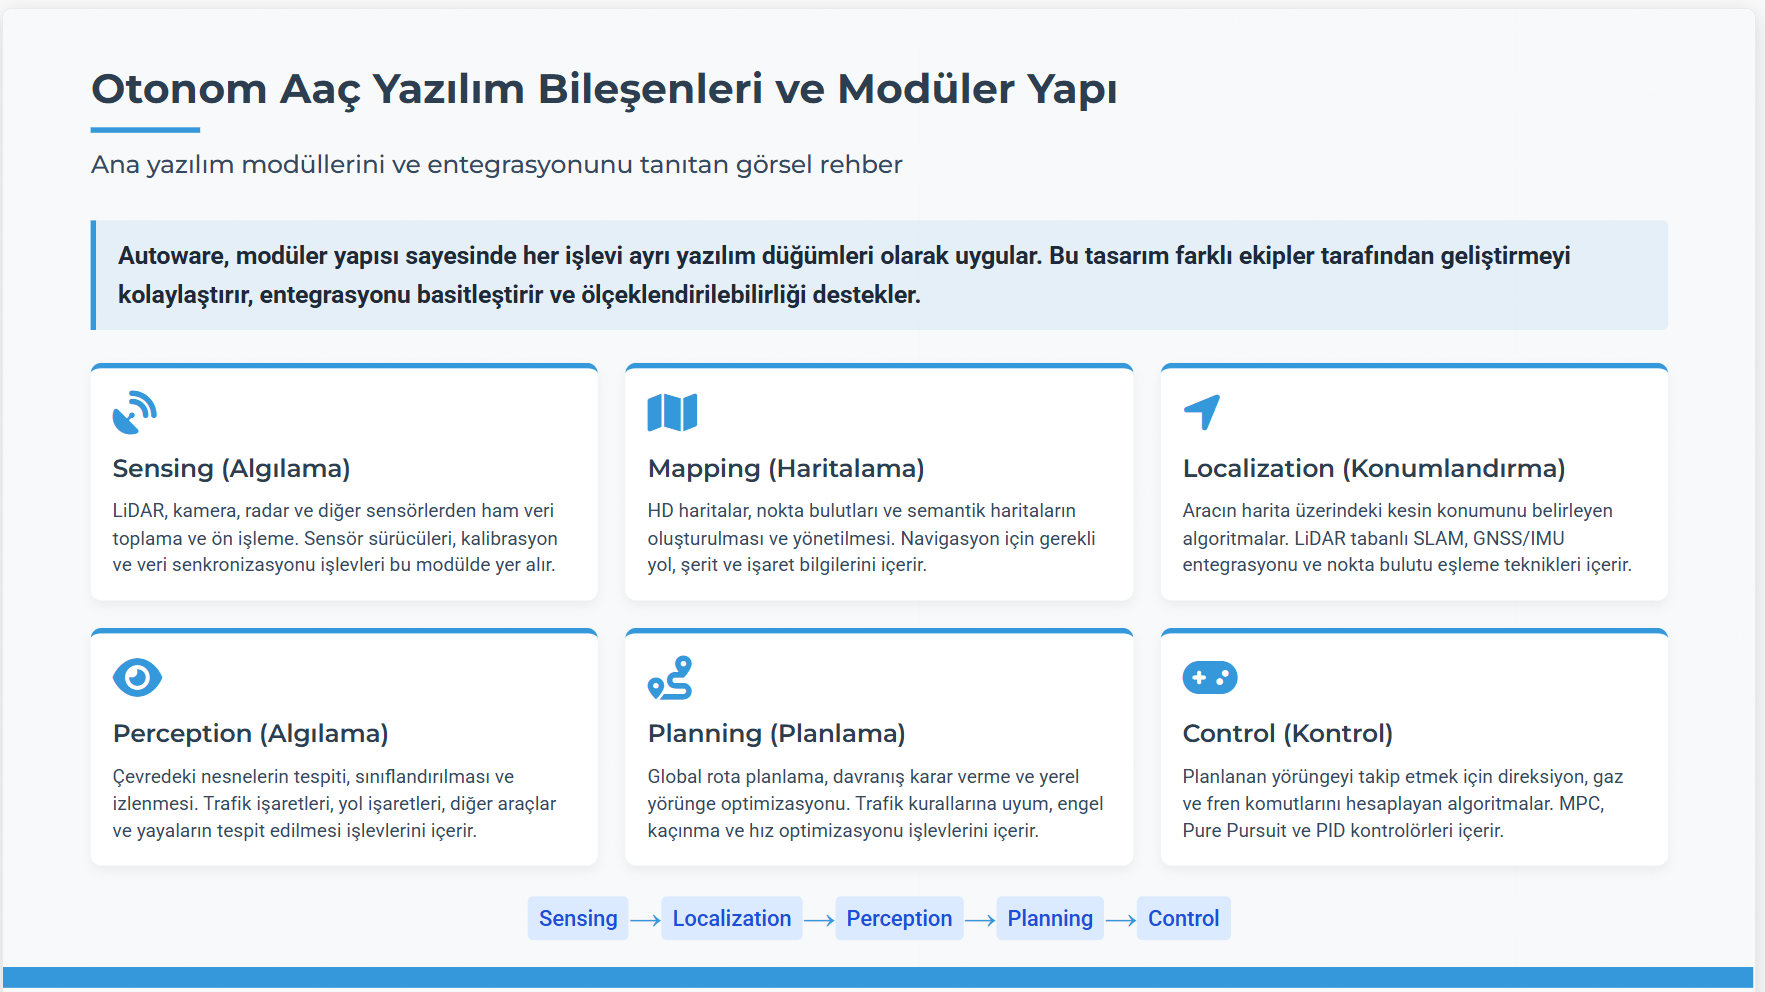 Otonom Aaç Yazılım Bileşenleri ve Modüler Yapı
Ana yazılım modüllerini ve entegrasyonunu tanıtan görsel rehber
Autoware, modüler yapısı sayesinde her işlevi ayrı yazılım düğümleri olarak uygular. Bu tasarım farklı ekipler tarafından geliştirmeyi
kolaylaştırır, entegrasyonu basitleştirir ve ölçeklendirilebilirliği destekler.
Sensing (Algılama)
LiDAR, kamera, radar ve diğer sensörlerden ham veri
toplama ve ön işleme. Sensör sürücüleri, kalibrasyon
ve veri senkronizasyonu işlevleri bu modülde yer alır.
Mapping (Haritalama)
HD haritalar, nokta bulutları ve semantik haritaların
oluşturulması ve yönetilmesi. Navigasyon için gerekli
yol, şerit ve işaret bilgilerini içerir.
Localization (Konumlandırma)
Aracın harita üzerindeki kesin konumunu belirleyen
algoritmalar. LiDAR tabanlı SLAM, GNSS/IMU
entegrasyonu ve nokta bulutu eşleme teknikleri içerir.
Perception (Algılama)
Çevredeki nesnelerin tespiti, sınıflandırılması ve
izlenmesi. Trafik işaretleri, yol işaretleri, diğer araçlar
ve yayaların tespit edilmesi işlevlerini içerir.
Planning (Planlama)
Global rota planlama, davranış karar verme ve yerel
yörünge optimizasyonu. Trafik kurallarına uyum, engel
kaçınma ve hız optimizasyonu işlevlerini içerir.
Control (Kontrol)
Planlanan yörüngeyi takip etmek için direksiyon, gaz
ve fren komutlarını hesaplayan algoritmalar. MPC,
Pure Pursuit ve PID kontrolörleri içerir.
Sensing → Localization → Perception → Planning → Control